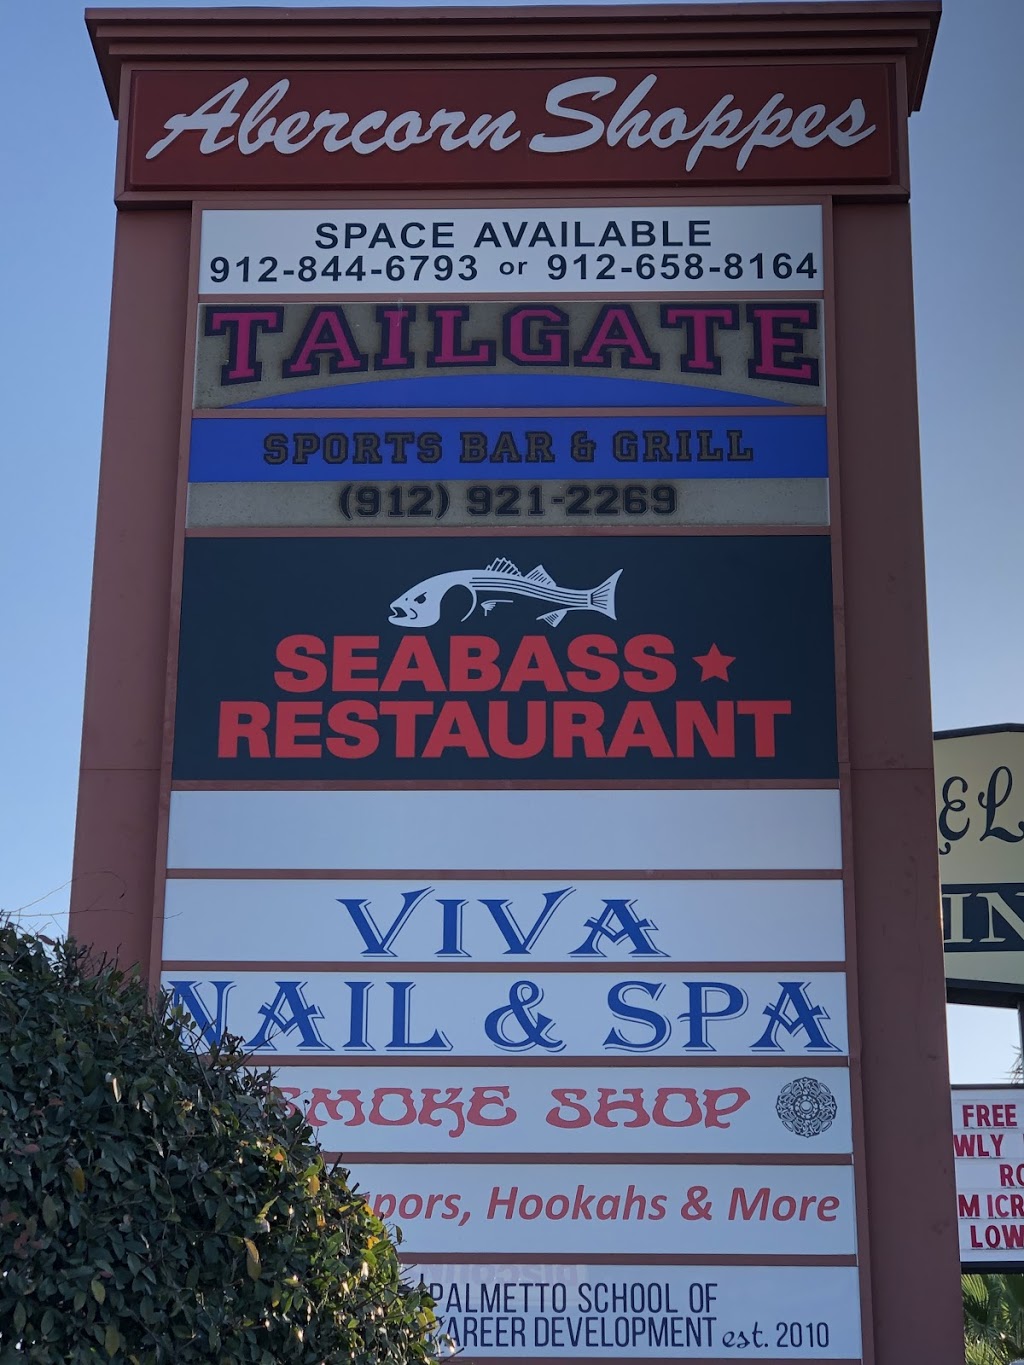 Abercorn Shoppes
SPACE AVAILABLE
912-844-6793 or 912-658-8164
TAILGATE
SPORTS BAR & GRILL
(912) 921-2269
SEABASS
RESTAURANT
VIVA
NAIL & SPA
SMOKE SHOP
Hookahs & More
PALMETTO SCHOOL OF
CAREER DEVELOPMENT est. 2010
FREE
LOW